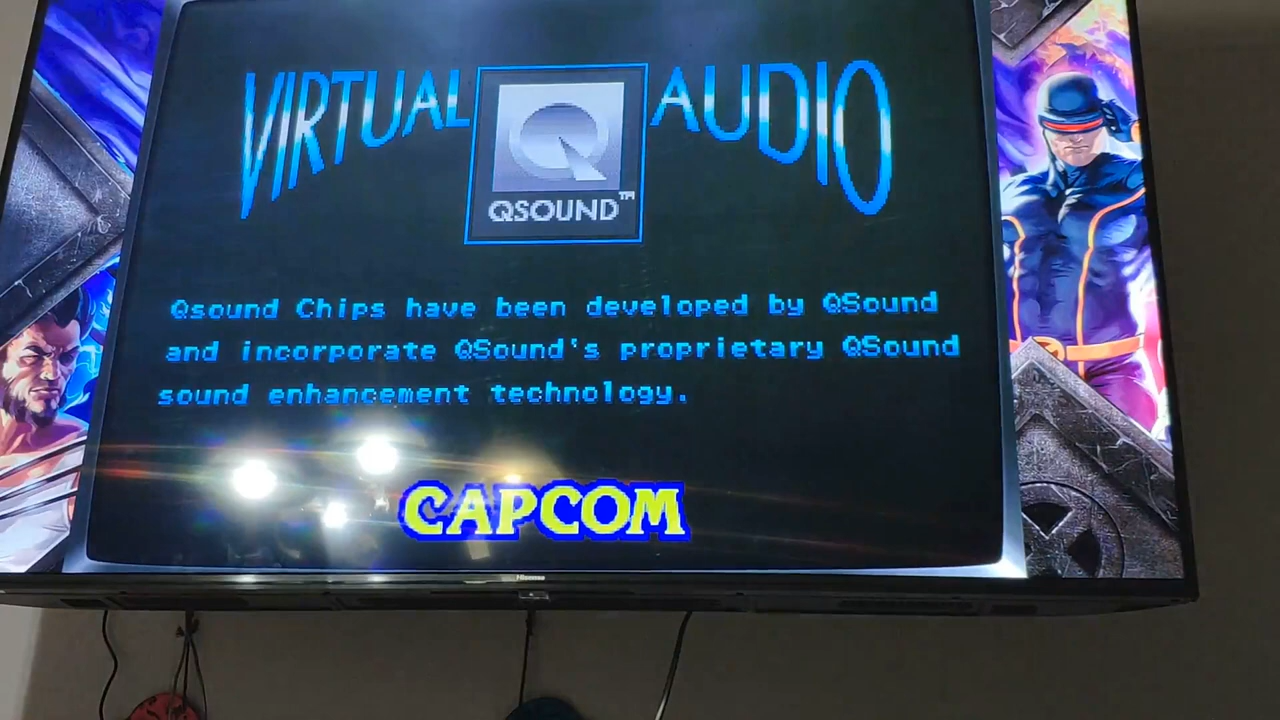 VIRTUAL AUDIO
QSOUND™
Qsound Chips have been developed by QSound
and incorporate QSound's proprietary QSound
sound enhancement technology.
CAPCOM
Hisense